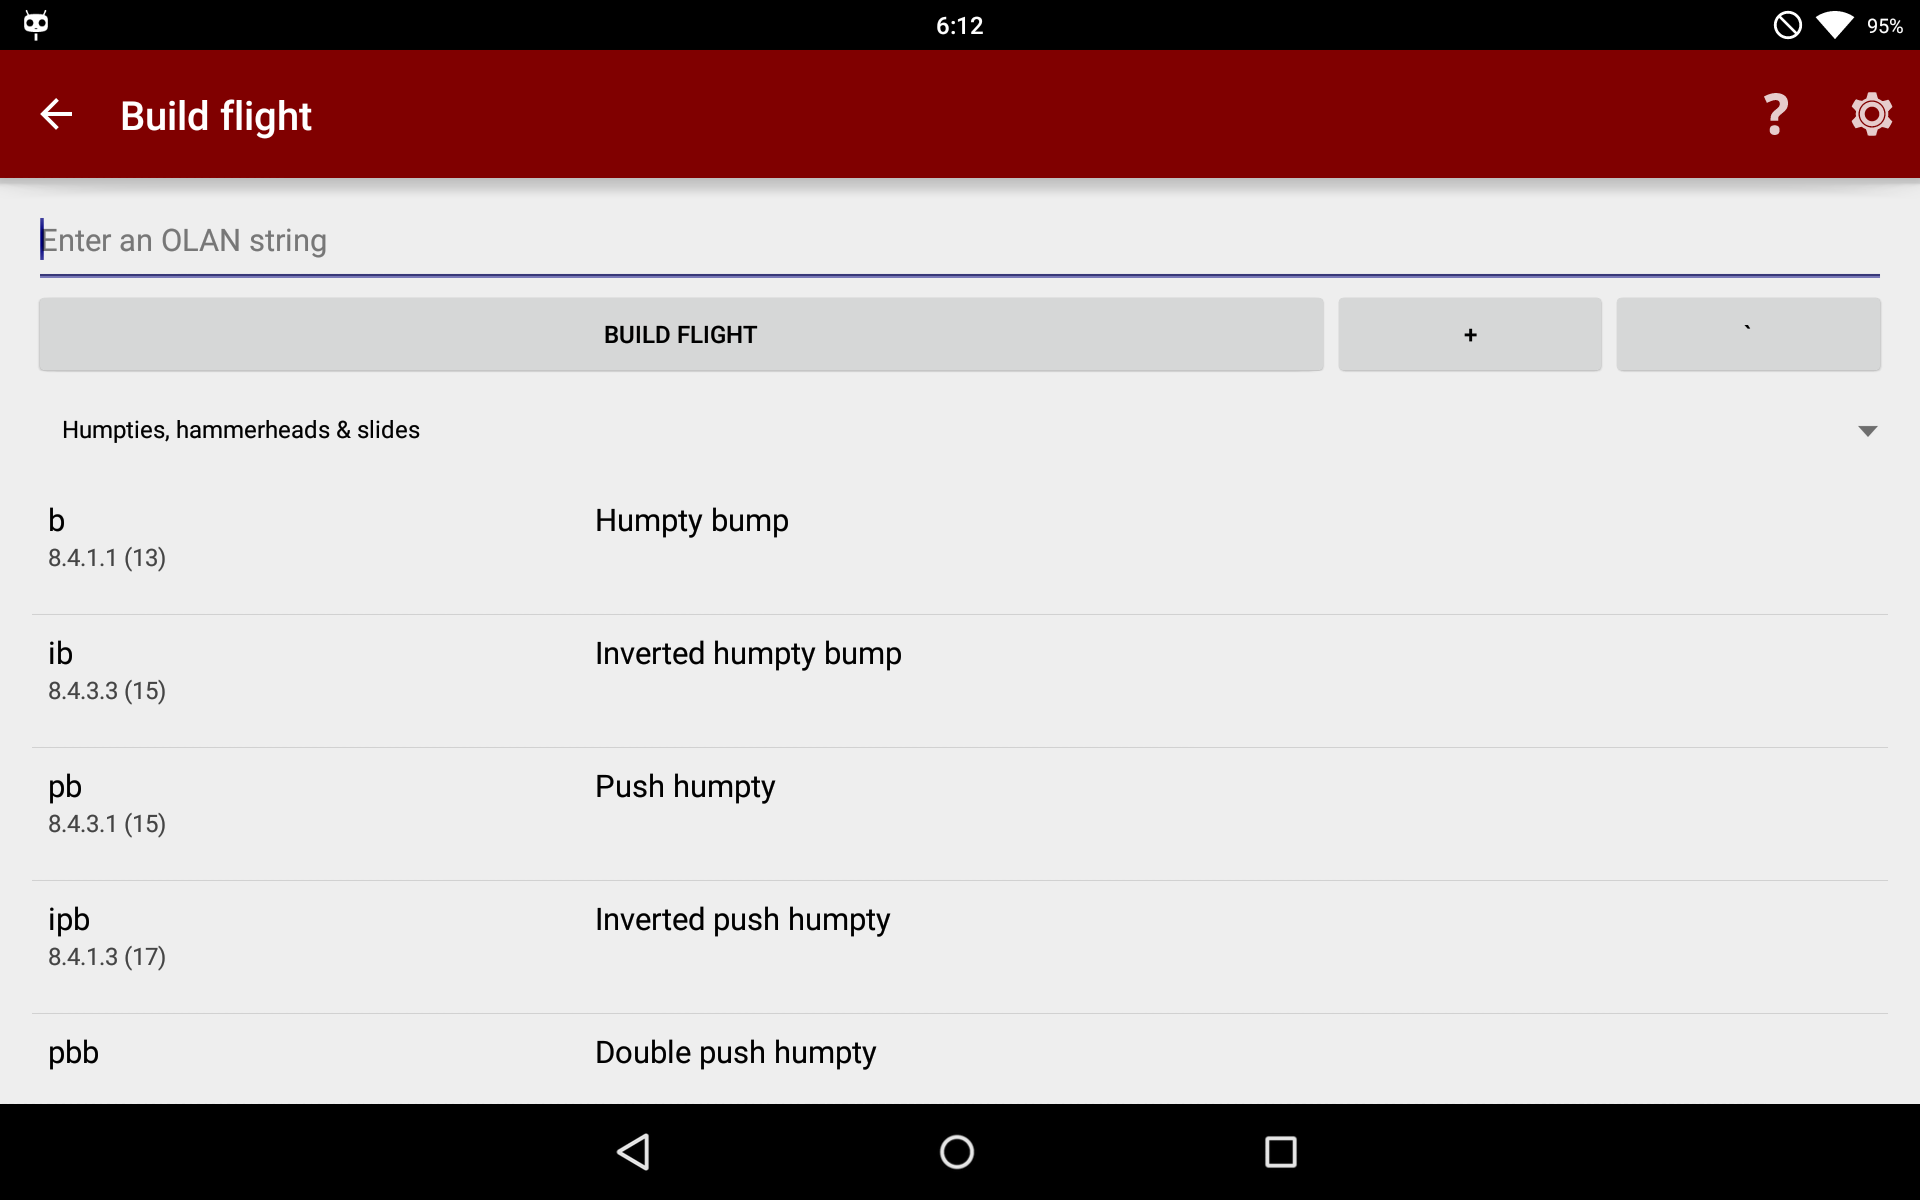 6:12
95%
Build flight
?
Enter an OLAN string
BUILD FLIGHT
+
`
Humpties, hammerheads & slides
b
Humpty bump
8.4.1.1 (13)
ib
Inverted humpty bump
8.4.3.3 (15)
pb
Push humpty
8.4.3.1 (15)
ipb
Inverted push humpty
8.4.1.3 (17)
pbb
Double push humpty